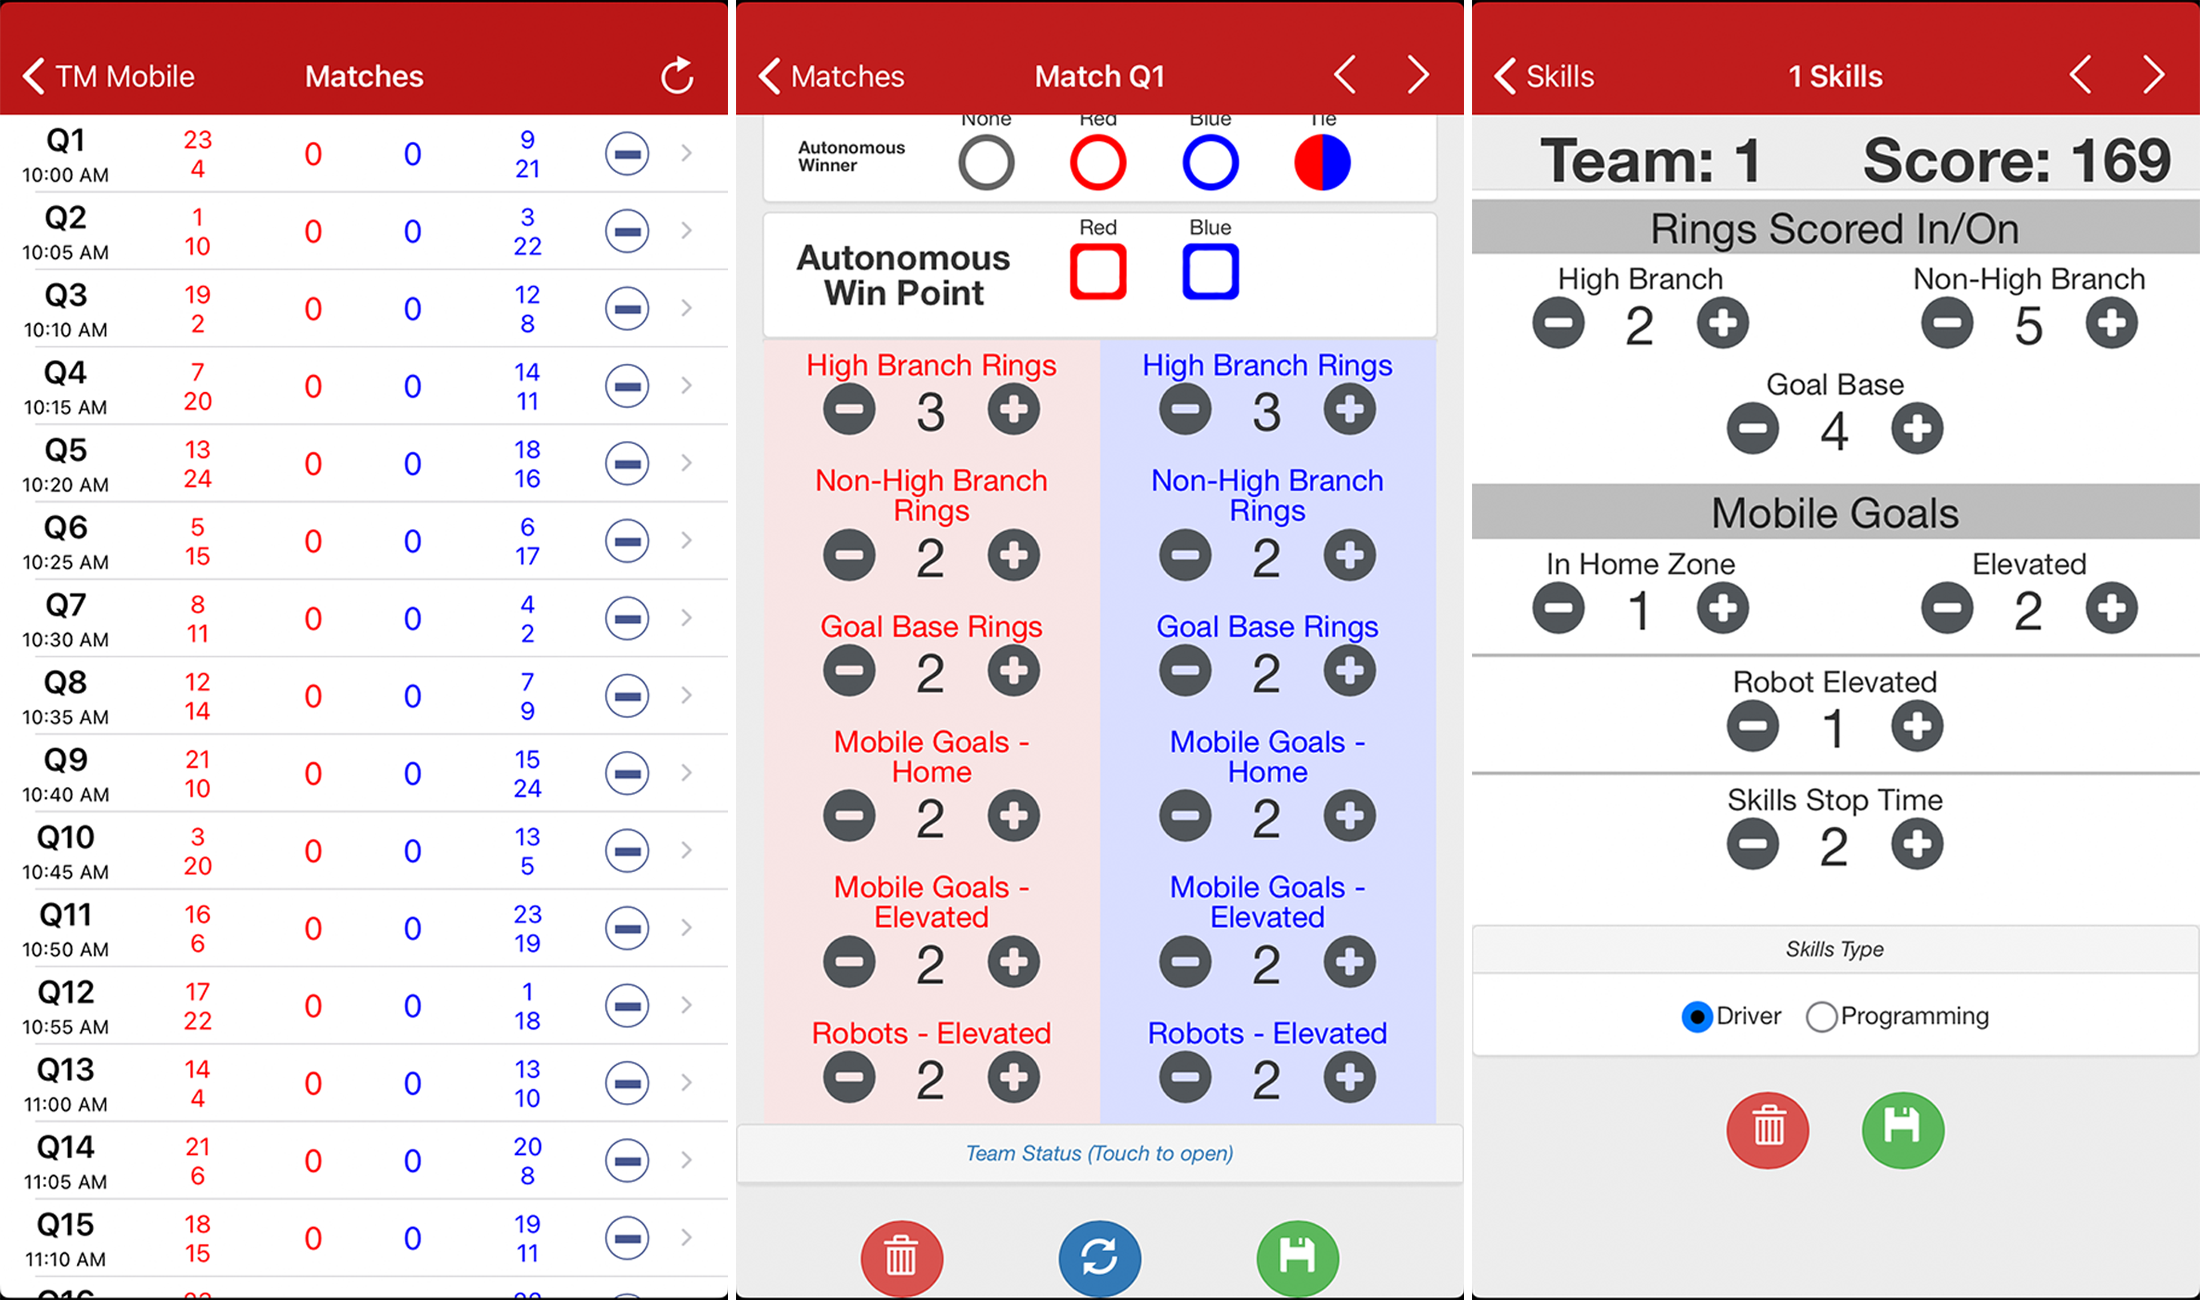 TM Mobile Matches
Q1 23 0 0 9
10:00 AM 4 21
Q2 1 0 0 3
10:05 AM 10 22
Q3 19 0 0 12
10:10 AM 2 8
Q4 7 0 0 14
10:15 AM 20 11
Q5 13 0 0 18
10:20 AM 24 16
Q6 5 0 0 6
10:25 AM 15 17
Q7 8 0 0 4
10:30 AM 11 2
Q8 12 0 0 7
10:35 AM 14 9
Q9 21 0 0 15
10:40 AM 10 24
Q10 3 0 0 13
10:45 AM 20 5
Q11 16 0 0 23
10:50 AM 6 19
Q12 17 0 0 1
10:55 AM 22 18
Q13 14 0 0 13
11:00 AM 4 10
Q14 21 0 0 20
11:05 AM 6 8
Q15 18 0 0 19
11:10 AM 15 11
Matches Match Q1
None Red Blue Tie
Autonomous
Winner
Red Blue
Autonomous
Win Point
High Branch Rings High Branch Rings
3 3
Non-High Branch Non-High Branch
Rings Rings
2 2
Goal Base Rings Goal Base Rings
2 2
Mobile Goals - Mobile Goals -
Home Home
2 2
Mobile Goals - Mobile Goals -
Elevated Elevated
2 2
Robots - Elevated Robots - Elevated
2 2
Team Status (Touch to open)
Skills 1 Skills
Team: 1 Score: 169
Rings Scored In/On
High Branch Non-High Branch
2 5
Goal Base
4
Mobile Goals
In Home Zone Elevated
1 2
Robot Elevated
1
Skills Stop Time
2
Skills Type
Driver Programming